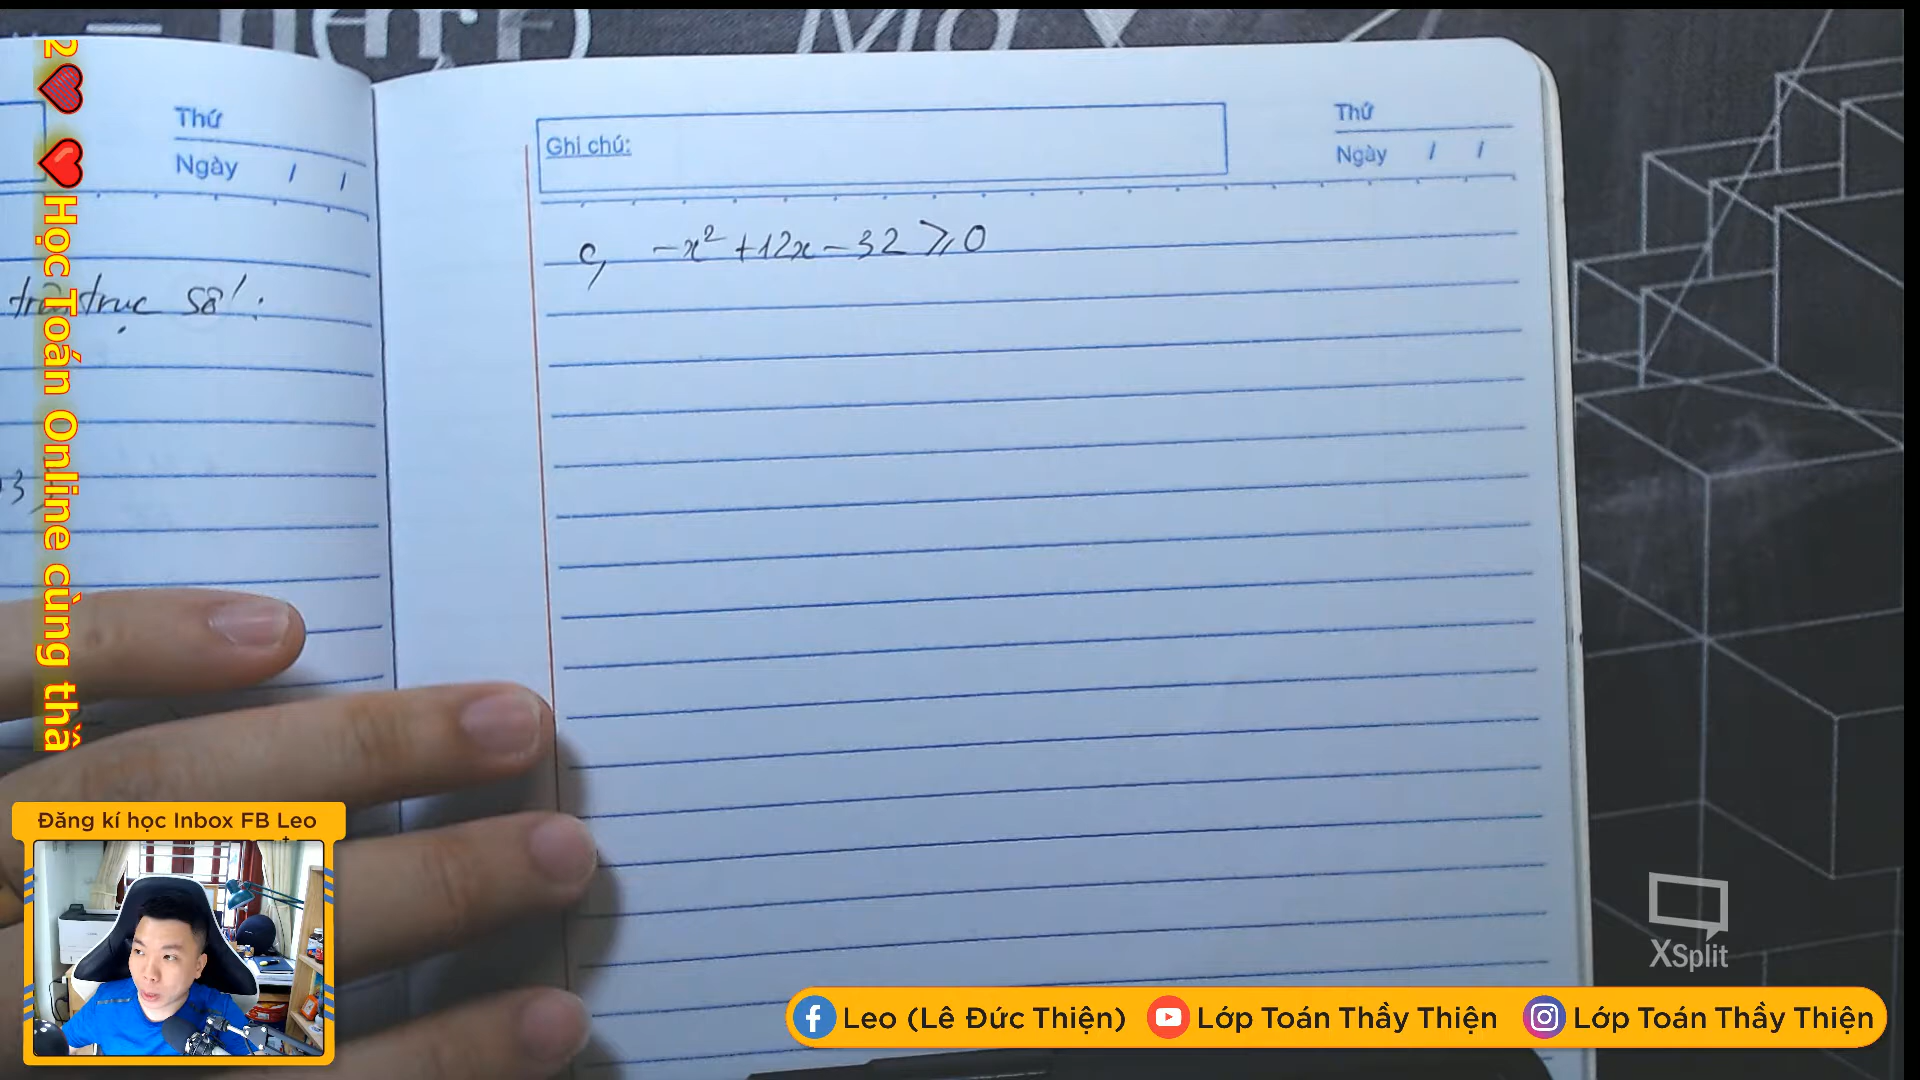 2❤️ ❤️Học Toán Online cùng thầ
Thứ
Ngày / /
trên trục số:
3
Ghi chú:
Thứ
Ngày / /
c, -x² + 12x - 32 ⩾ 0
Đăng kí học Inbox FB Leo
XSplit
Leo (Lê Đức Thiện)
Lớp Toán Thầy Thiện
Lớp Toán Thầy Thiện